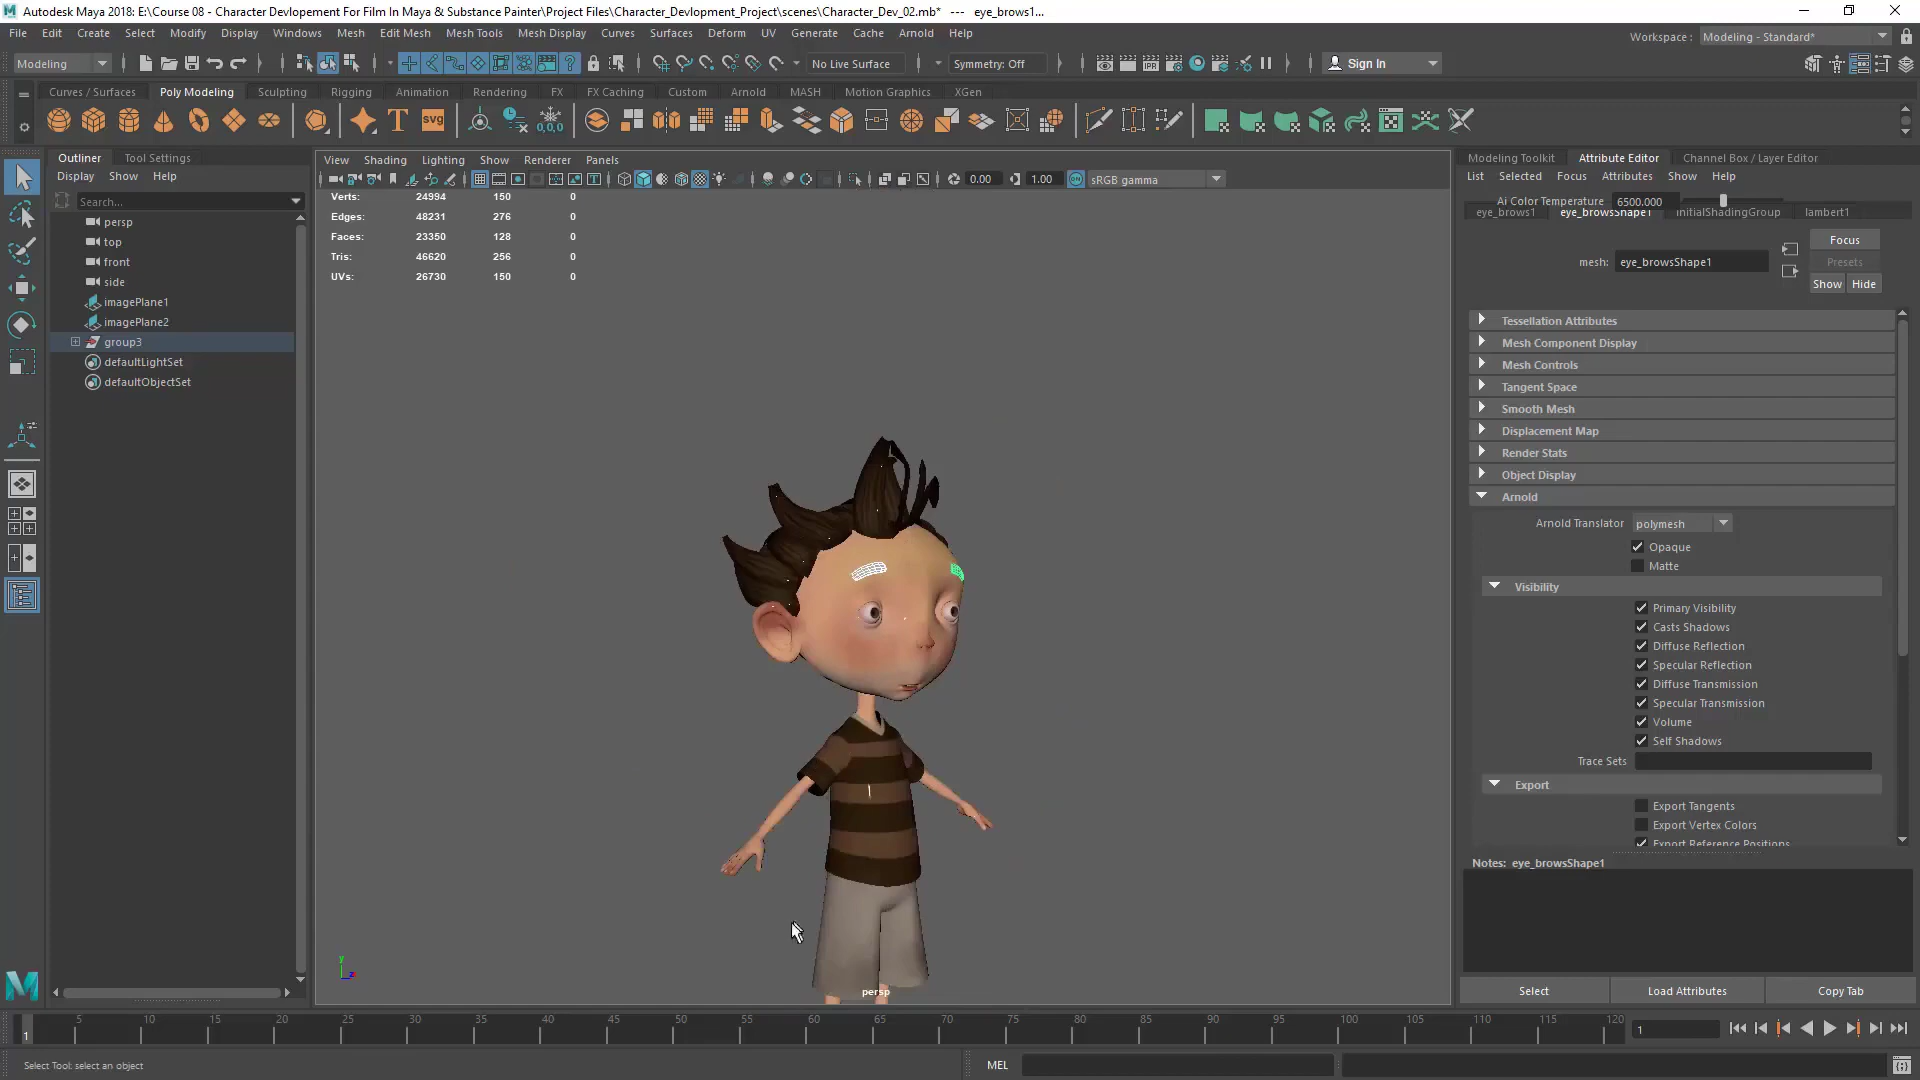 Autodesk Maya 2018: E:\Course 08 - Character Devlopement For Film In Maya & Substance Painter\Project Files\Character_Devlopment_Project\scenes\Character_Dev_02.mb*  ---  eye_brows1...
File Edit Create Select Modify Display Windows Mesh Edit Mesh Mesh Tools Mesh Display Curves Surfaces Deform UV Generate Cache Arnold Help
Workspace : Modeling - Standard*
Modeling No Live Surface Symmetry: Off Sign In
Curves / Surfaces Poly Modeling Sculpting Rigging Animation Rendering FX FX Caching Custom Arnold MASH Motion Graphics XGen
T svg 0,0,0
Outliner Tool Settings
Display Show Help
Search...
persp
top
front
side
imagePlane1
imagePlane2
group3
defaultLightSet
defaultObjectSet
View Shading Lighting Show Renderer Panels
0.00 1.00 sRGB gamma
Verts: 24994 150 0
Edges: 48231 276 0
Faces: 23350 128 0
Tris: 46620 256 0
UVs: 26730 150 0
y
z
persp
Modeling Toolkit Attribute Editor Channel Box / Layer Editor
List Selected Focus Attributes Show Help
Ai Color Temperature 6500.000
eye_brows1 eye_browsShape1 initialShadingGroup lambert1
Focus
mesh: eye_browsShape1 Presets
Show Hide
Tessellation Attributes
Mesh Component Display
Mesh Controls
Tangent Space
Smooth Mesh
Displacement Map
Render Stats
Object Display
Arnold
Arnold Translator polymesh
Opaque
Matte
Visibility
Primary Visibility
Casts Shadows
Diffuse Reflection
Specular Reflection
Diffuse Transmission
Specular Transmission
Volume
Self Shadows
Trace Sets
Export
Export Tangents
Export Vertex Colors
Export Reference Positions
Notes: eye_browsShape1
Select Load Attributes Copy Tab
1 5 10 15 20 25 30 35 40 45 50 55 60 65 70 75 80 85 90 95 100 105 110 115 120 1
Select Tool: select an object MEL